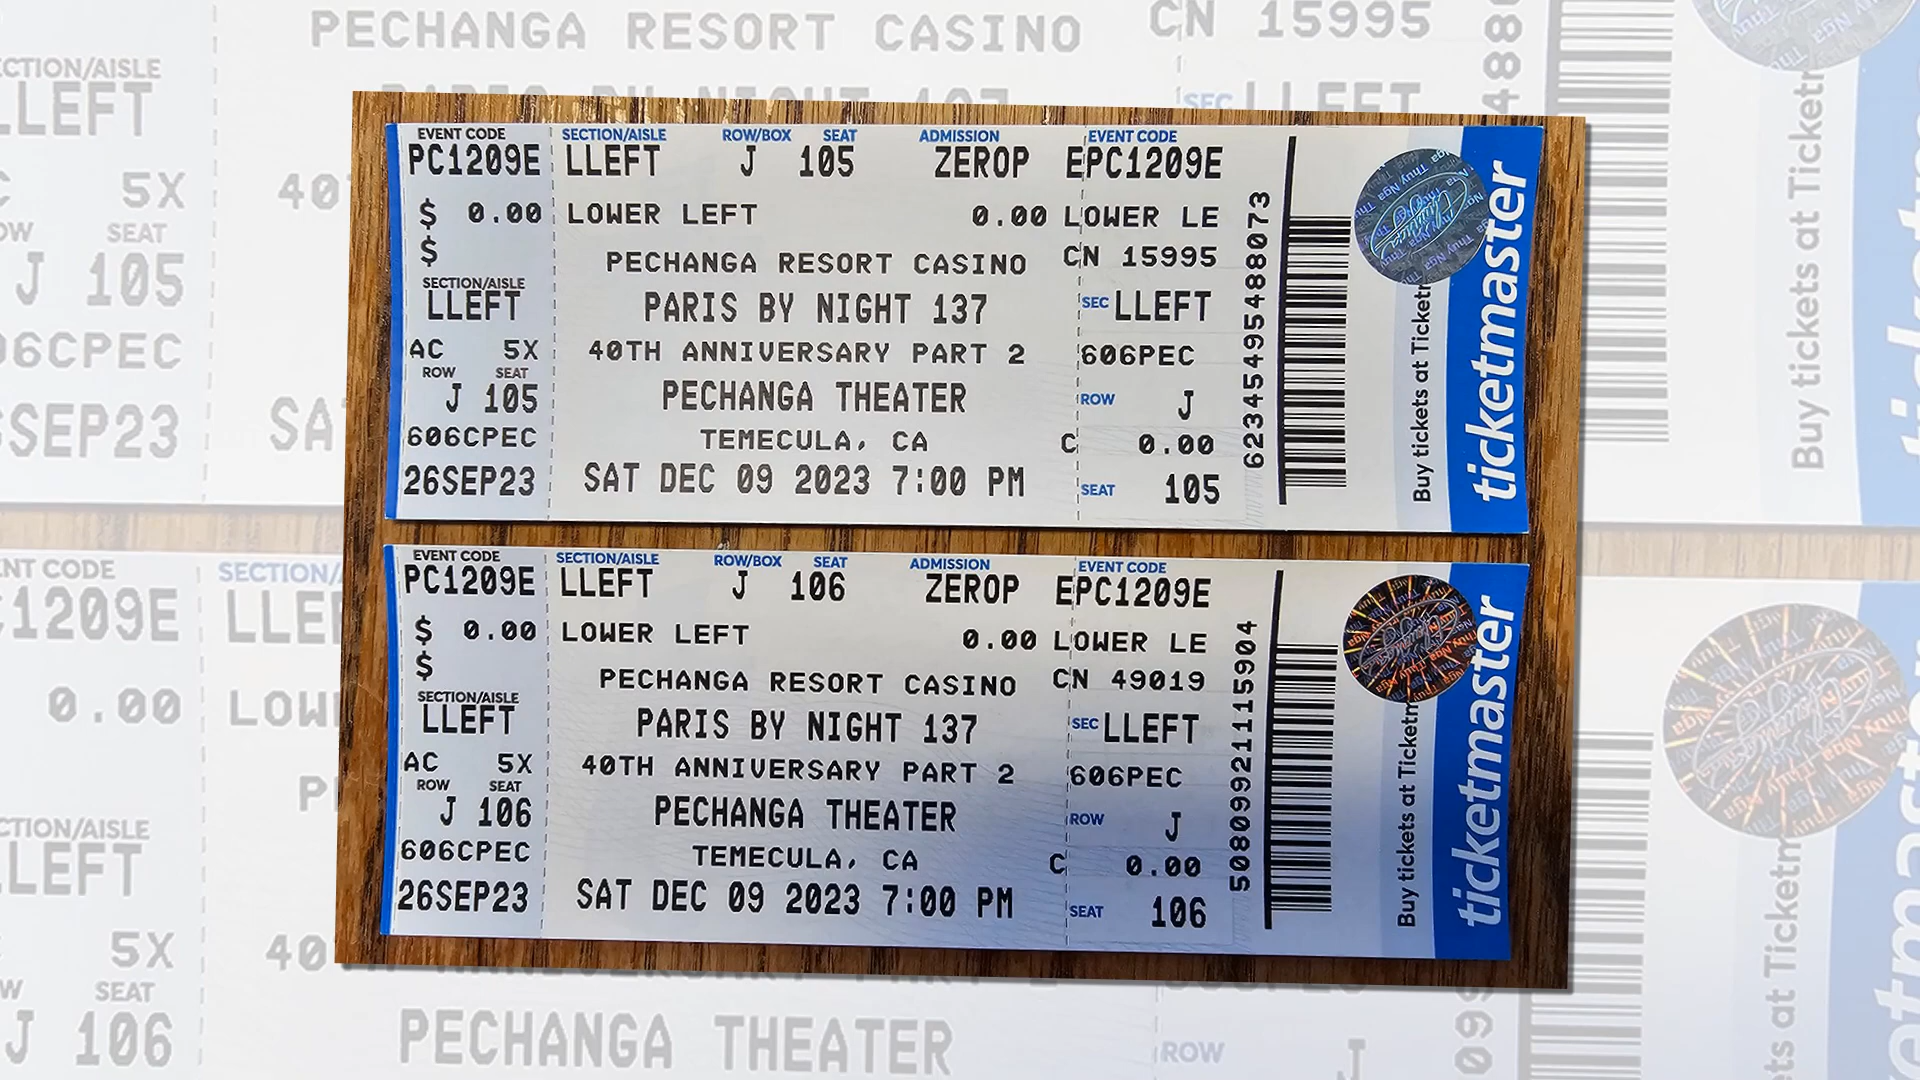 EVENT CODE SECTION/AISLE ROW/BOX SEAT ADMISSION EVENT CODE
PC1209E LLEFT J 105 ZEROP EPC1209E
$ 0.00 LOWER LEFT 0.00 LOWER LE
$ PECHANGA RESORT CASINO CN 15995
SECTION/AISLE
LLEFT PARIS BY NIGHT 137 SEC LLEFT
AC 5X 40TH ANNIVERSARY PART 2 606PEC
ROW SEAT
J 105 PECHANGA THEATER ROW J
606CPEC TEMECULA, CA C 0.00
26SEP23 SAT DEC 09 2023 7:00 PM SEAT 105
62345495488073
Buy tickets at Ticketm
ticketmaster
Thuy Nga
EVENT CODE SECTION/AISLE ROW/BOX SEAT ADMISSION EVENT CODE
PC1209E LLEFT J 106 ZEROP EPC1209E
$ 0.00 LOWER LEFT 0.00 LOWER LE
$ PECHANGA RESORT CASINO CN 49019
SECTION/AISLE
LLEFT PARIS BY NIGHT 137 SEC LLEFT
AC 5X 40TH ANNIVERSARY PART 2 606PEC
ROW SEAT
J 106 PECHANGA THEATER ROW J
606CPEC TEMECULA, CA C 0.00
26SEP23 SAT DEC 09 2023 7:00 PM SEAT 106
5080992115904
Buy tickets at Ticketm
ticketmaster
Thuy Nga